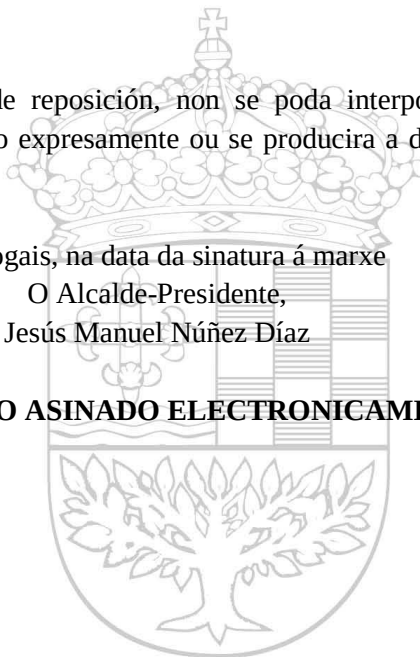 de reposición, non se poda interpo
o expresamente ou se producira a d
ogais, na data da sinatura á marxe
O Alcalde-Presidente,
Jesús Manuel Núñez Díaz
O ASINADO ELECTRONICAM